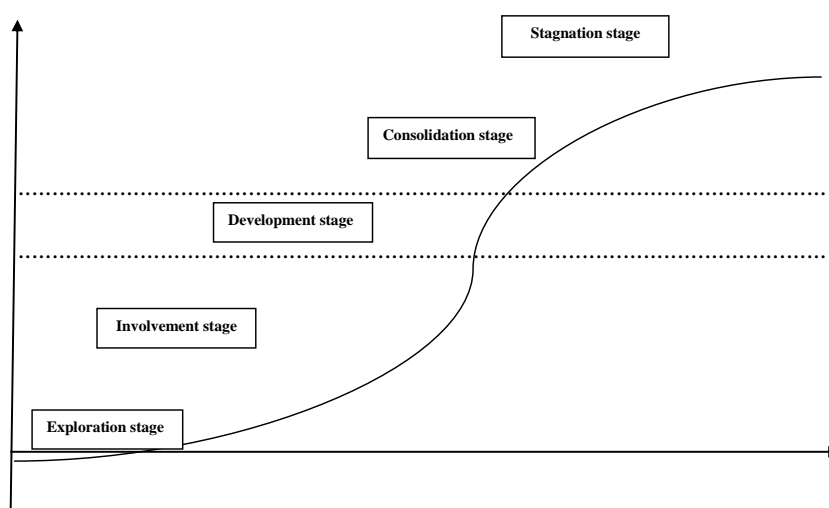 Stagnation stage
Consolidation stage
Development stage
Involvement stage
Exploration stage